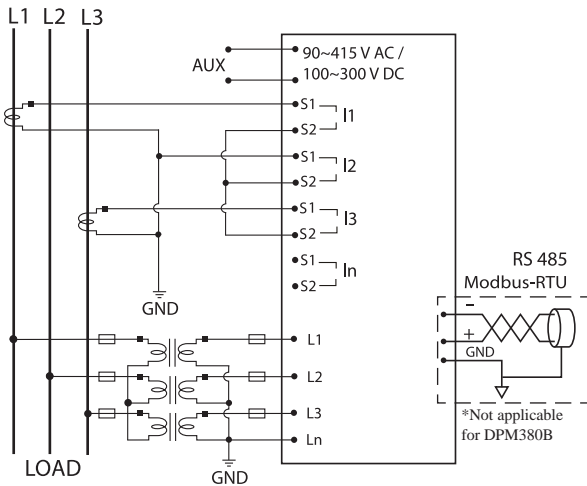 L1 L2 L3
AUX
90~415 V AC /
100~300 V DC
S1
I1
S2
S1
I2
S2
S1
I3
S2
S1
In
S2
GND
RS 485
Modbus-RTU
-
+
GND
*Not applicable
for DPM380B
L1
L2
L3
Ln
LOAD
GND